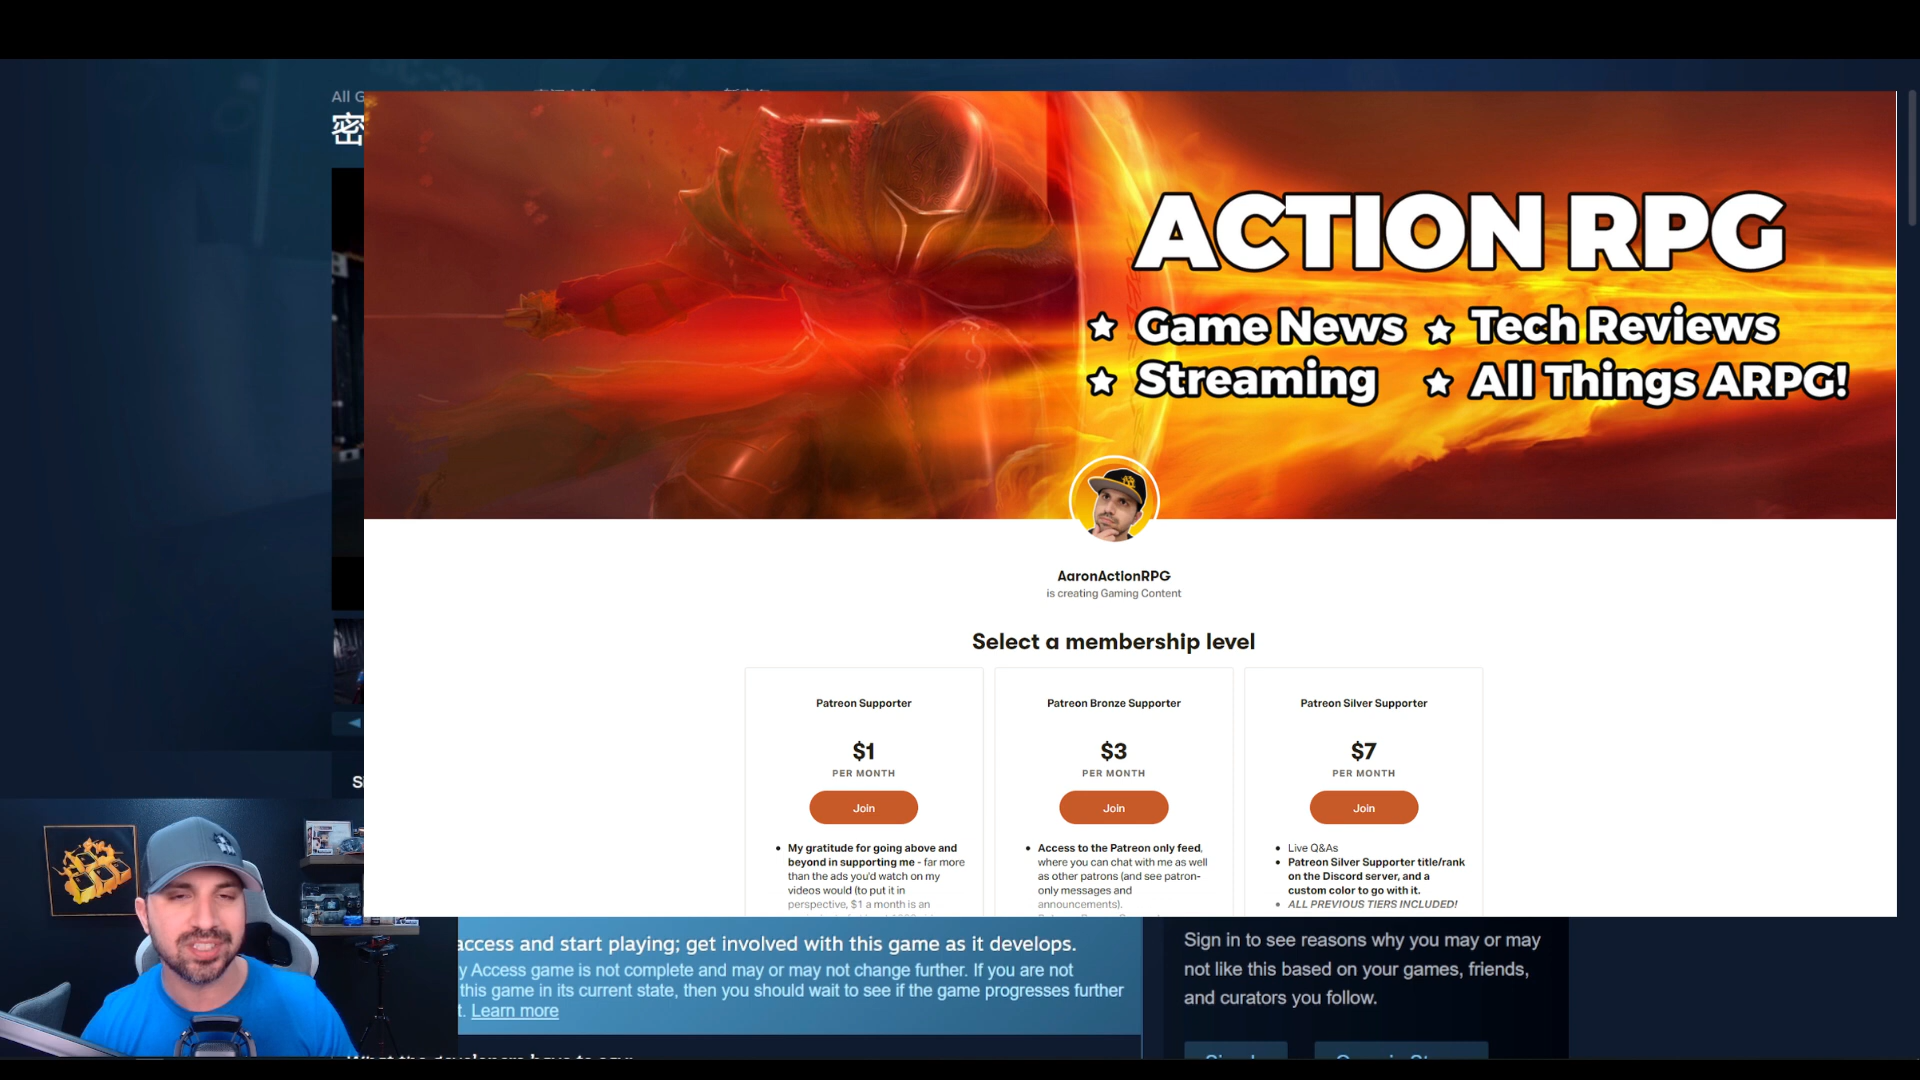 All G
密
ACTION RPG
Game News
Tech Reviews
Streaming
All Things ARPG!
AaronActionRPG
is creating Gaming Content
Select a membership level
Patreon Supporter
$1
PER MONTH
Join
My gratitude for going above and
beyond in supporting me - far more
than the ads you'd watch on my
videos would (to put it in
perspective, $1 a month is an
Patreon Bronze Supporter
$3
PER MONTH
Join
Access to the Patreon only feed,
where you can chat with me as well
as other patrons (and see patron-
only messages and
announcements).
Patreon Silver Supporter
$7
PER MONTH
Join
Live Q&As
Patreon Silver Supporter title/rank
on the Discord server, and a
custom color to go with it.
ALL PREVIOUS TIERS INCLUDED!
access and start playing; get involved with this game as it develops.
y Access game is not complete and may or may not change further. If you are not
this game in its current state, then you should wait to see if the game progresses further
t. Learn more
What the developers have to say:
Sign in to see reasons why you may or may
not like this based on your games, friends,
and curators you follow.